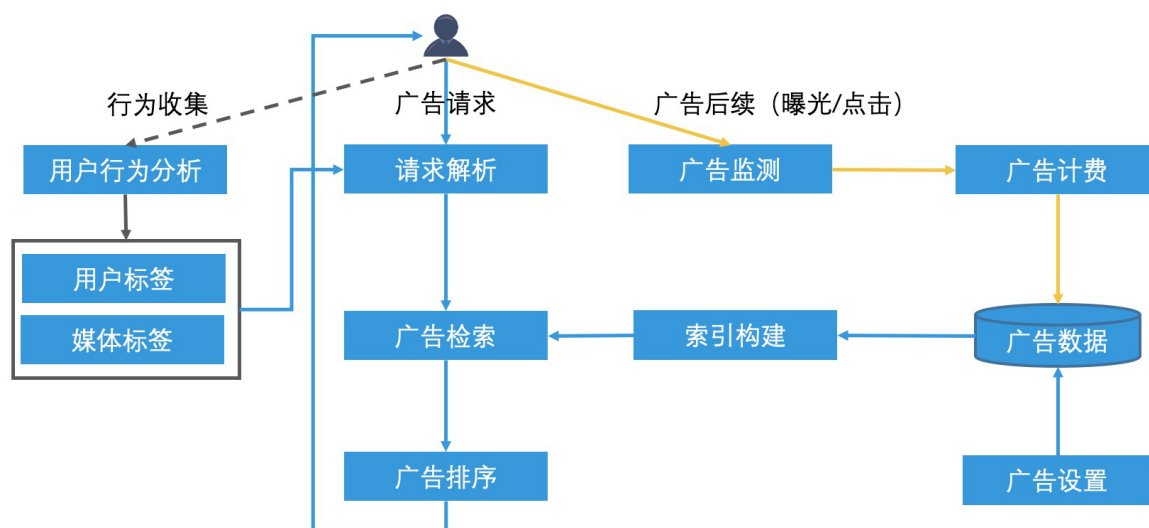 行为收集
广告请求
广告后续（曝光/点击）
用户行为分析
请求解析
广告监测
广告计费
用户标签
媒体标签
广告检索
索引构建
广告数据
广告排序
广告设置